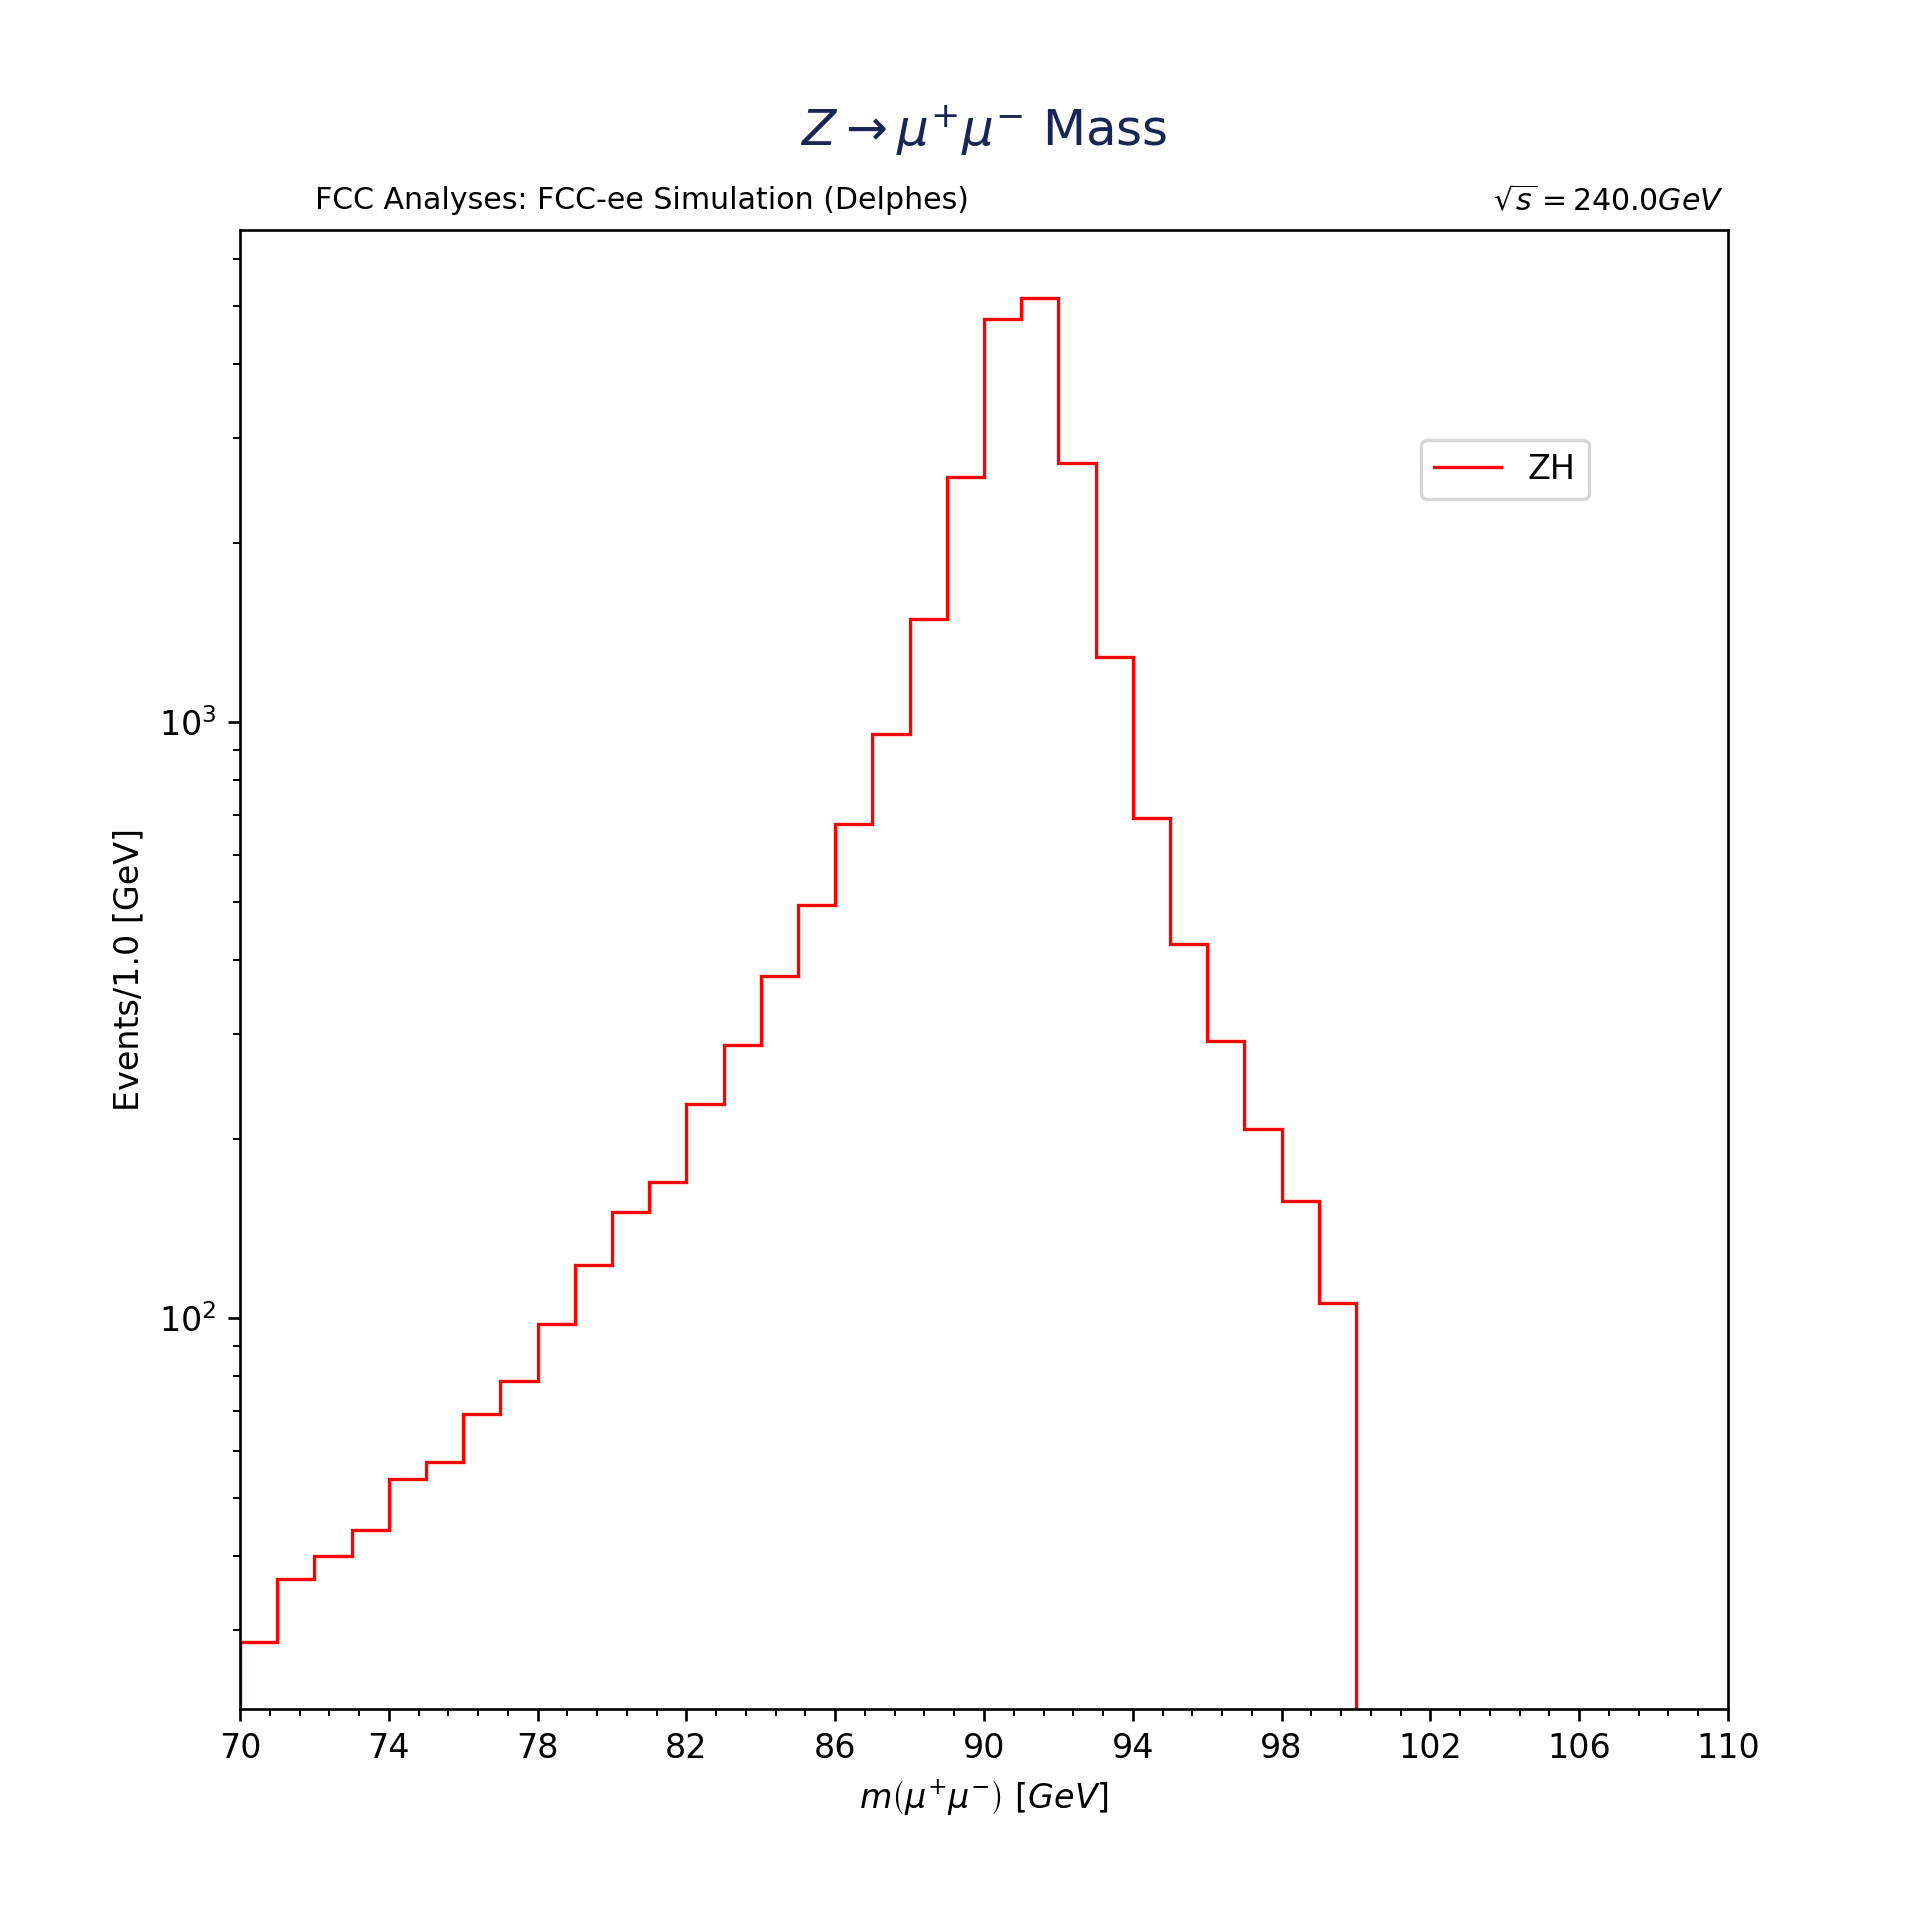 Z → μ⁺μ⁻ Mass
FCC Analyses: FCC-ee Simulation (Delphes)
√s = 240.0GeV
ZH
10³
10²
Events/1.0 [GeV]
70 74 78 82 86 90 94 98 102 106 110
m(μ⁺μ⁻) [GeV]